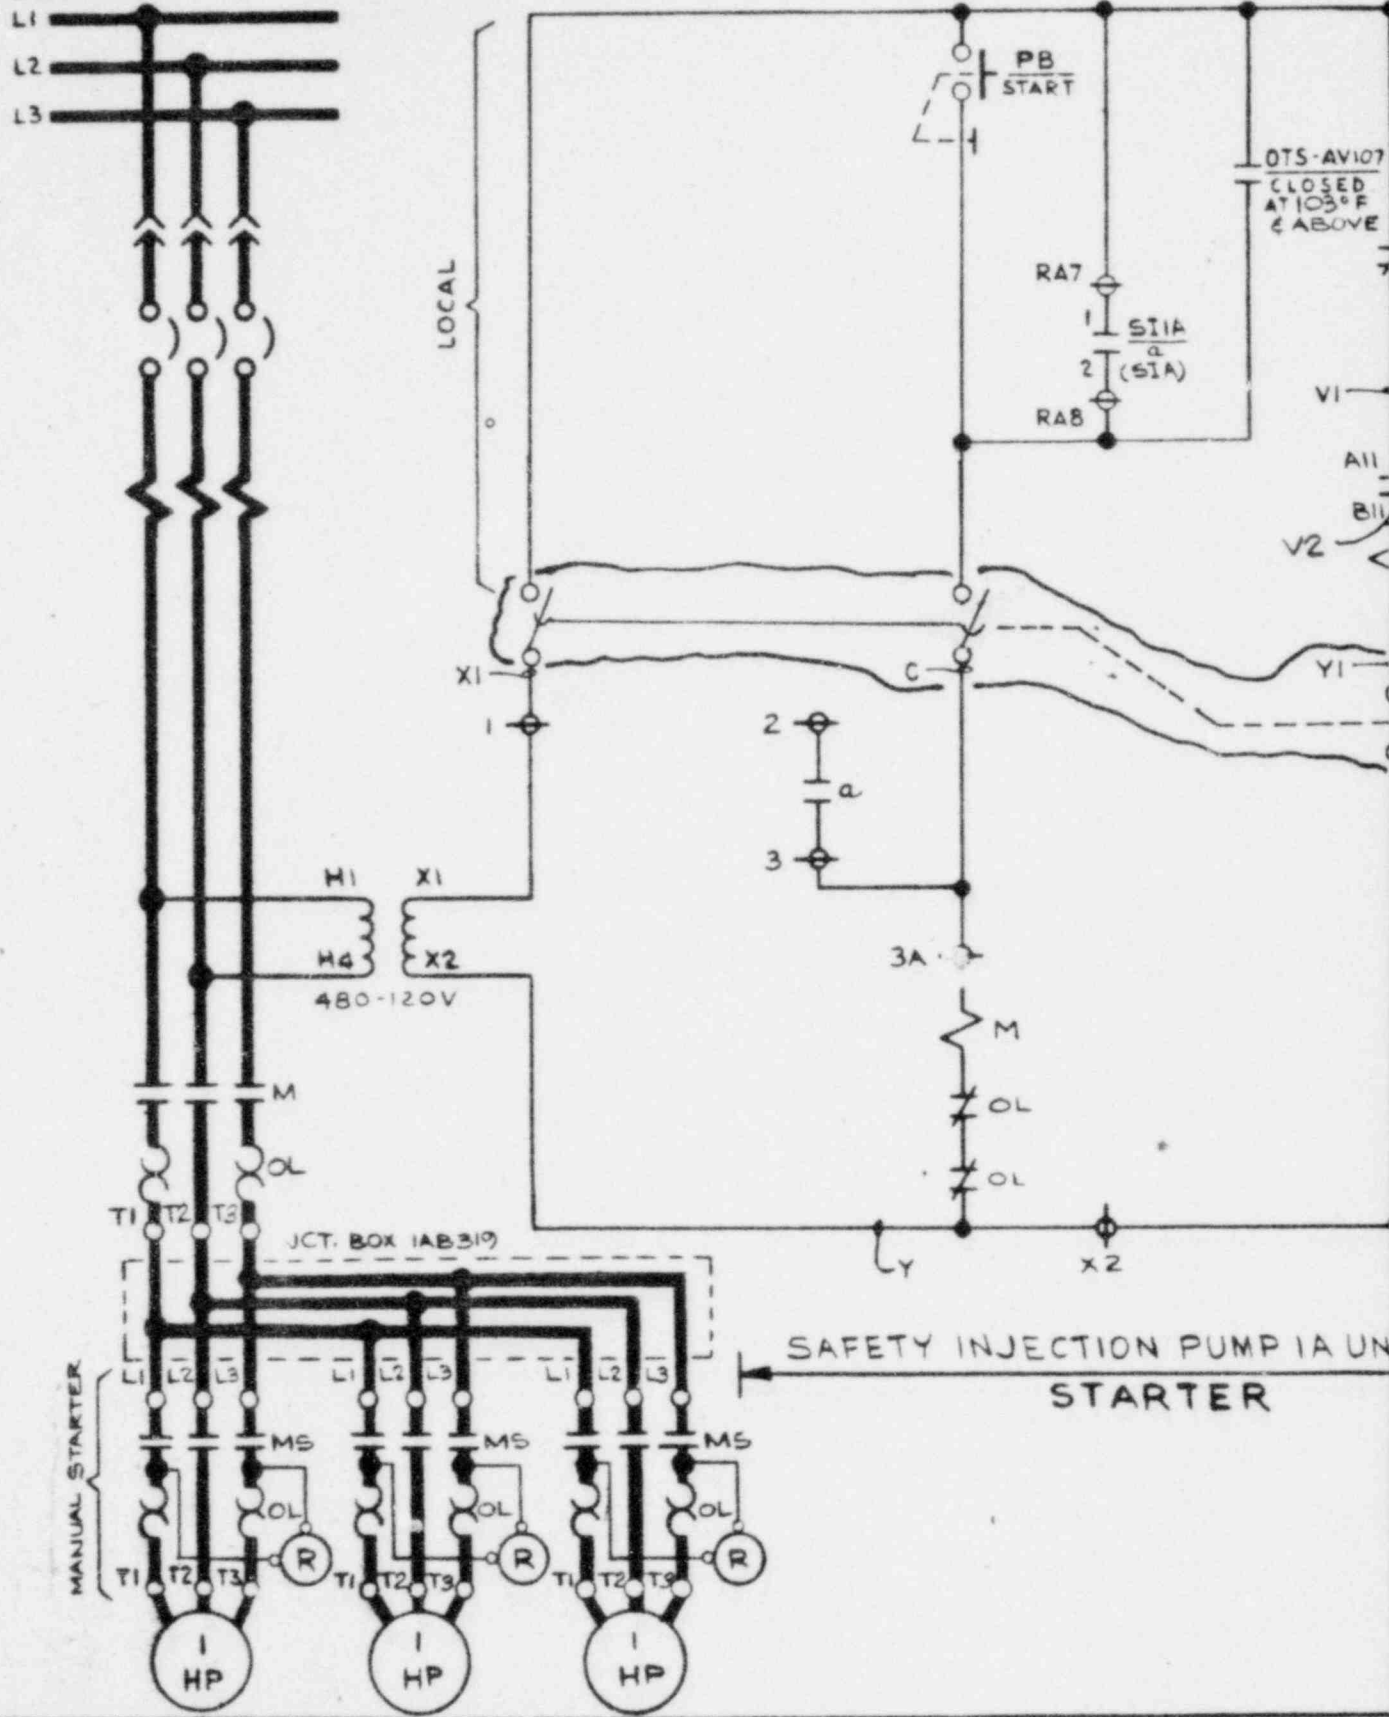 L1
L2
L3
PB
START
OTS-AV107
CLOSED
AT 103°F
& ABOVE
LOCAL
RA7
1
SI1A
a
2
(SIA)
RA8
V1
A11
B11
V2
X1
C
Y1
1
2
a
3
H1
X1
H4
X2
480-120V
3A
M
M
OL
OL
OL
T1
T2
T3
JCT. BOX 1AB319
Y
X2
SAFETY INJECTION PUMP 1A UN
STARTER
MANUAL STARTER
L1
L2
L3
L1
L2
L3
L1
L2
L3
MS
MS
MS
OL
OL
OL
R
R
R
T1
T2
T3
T1
T2
T3
T1
T2
T3
1
HP
1
HP
1
HP